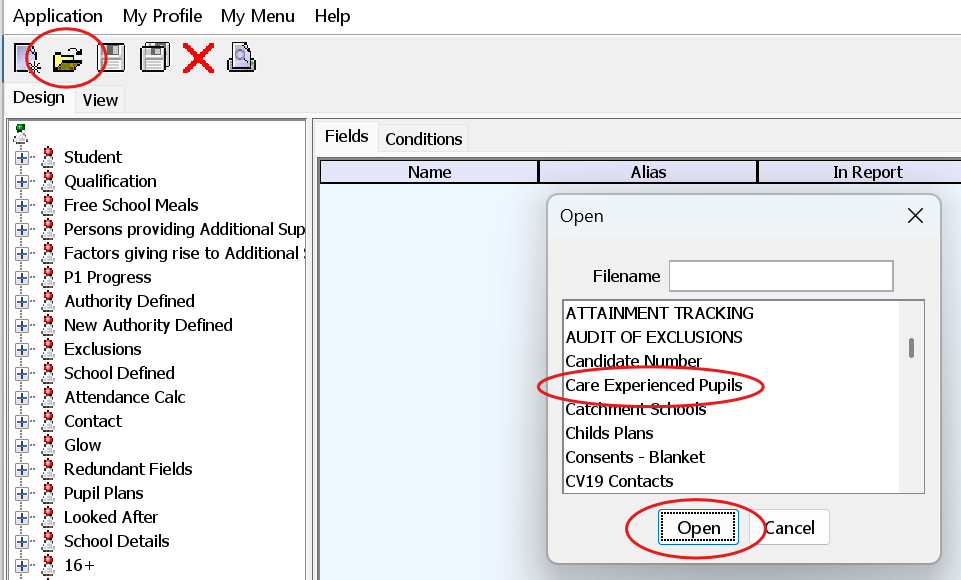 Application My Profile My Menu Help
Design View
Student
Qualification
Free School Meals
Persons providing Additional Sup
Factors giving rise to Additional S
P1 Progress
Authority Defined
New Authority Defined
Exclusions
School Defined
Attendance Calc
Contact
Glow
Redundant Fields
Pupil Plans
Looked After
School Details
16+
Fields Conditions
Name Alias In Report
Open
Filename
ATTAINMENT TRACKING
AUDIT OF EXCLUSIONS
Candidate Number
Care Experienced Pupils
Catchment Schools
Childs Plans
Consents - Blanket
CV19 Contacts
Open Cancel